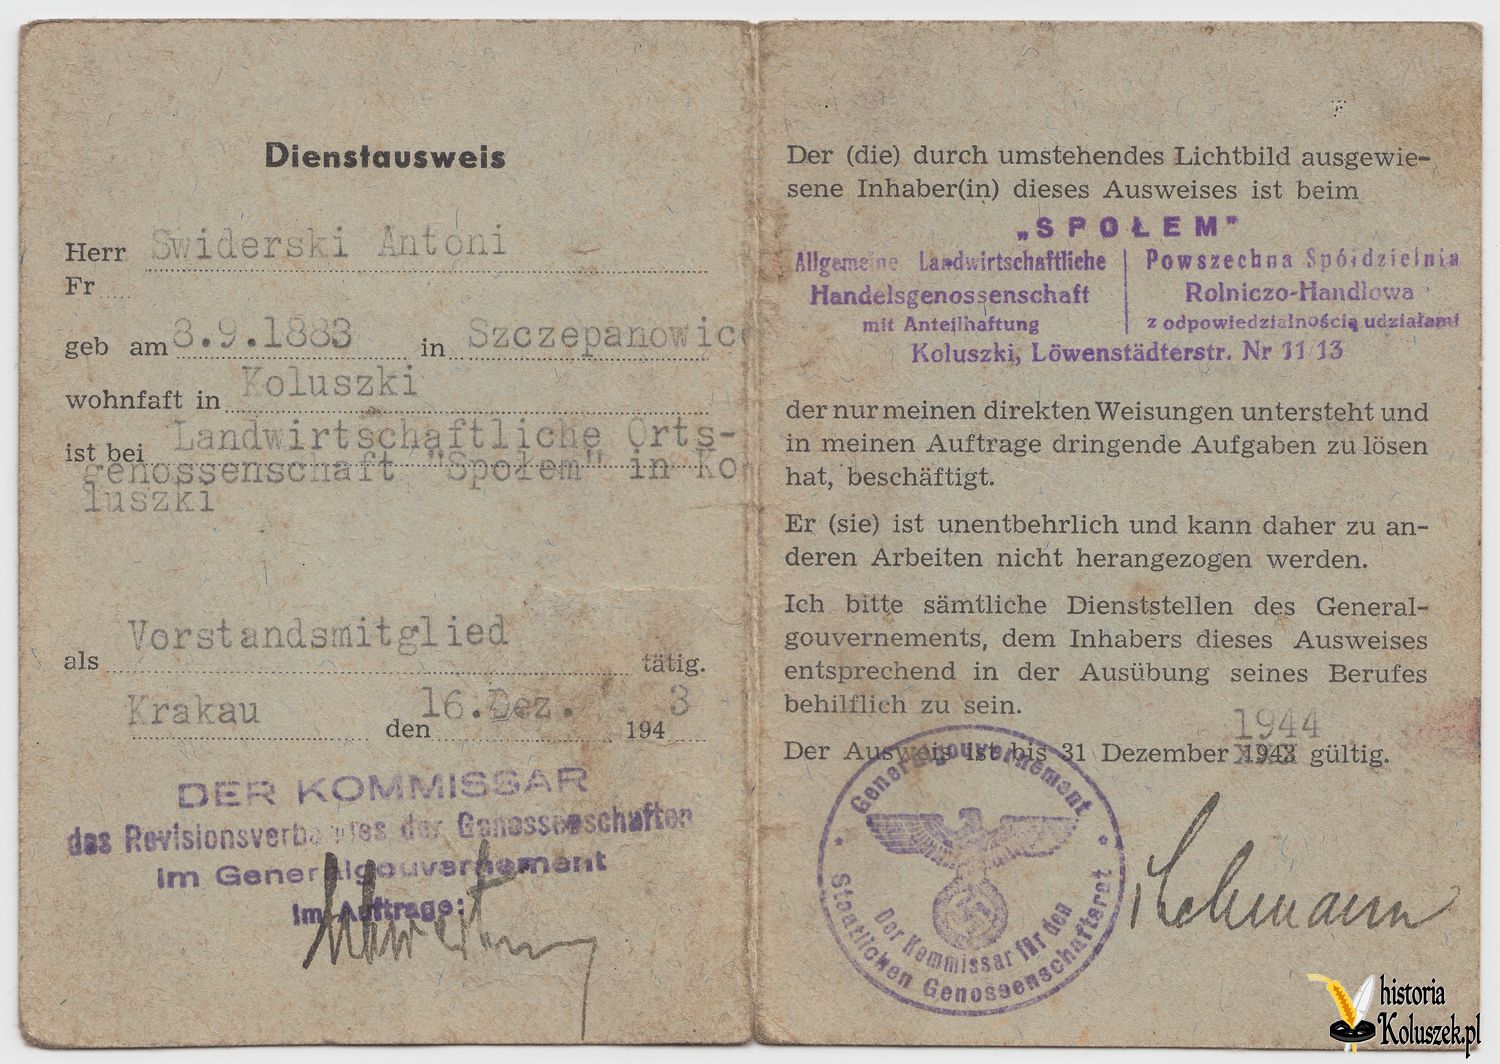 Dienstausweis
Herr Swiderski Antoni
Fr
geb am 8.9.1883 in Szczepanowice
wohnfaft in Koluszki
ist bei Landwirtschaftliche Orts-
genossenschaft "Społem" in Ko
luszki
als Vorstandsmitglied tätig.
Krakau den 16.Dez. 194 3
DER KOMMISSAR
des Revisionsverbandes der Genossenschaften
im Generalgouvernement
Im Auftrage:
Der (die) durch umstehendes Lichtbild ausgewie-
sene Inhaber(in) dieses Ausweises ist beim
„SPOŁEM"
Allgemeine Landwirtschaftliche
Handelsgenossenschaft
mit Anteilhaftung
Powszechna Spółdzielnia
Rolniczo-Handlowa
z odpowiedzialnością udziałami
Koluszki, Löwenstädterstr. Nr 11/13
der nur meinen direkten Weisungen untersteht und
in meinen Auftrage dringende Aufgaben zu lösen
hat, beschäftigt.
Er (sie) ist unentbehrlich und kann daher zu an-
deren Arbeiten nicht herangezogen werden.
Ich bitte sämtliche Dienststellen des General-
gouvernements, dem Inhabers dieses Ausweises
entsprechend in der Ausübung seines Berufes
behilflich zu sein.
1944
Der Ausweis ist bis 31 Dezember 1943 gültig.
Generalgouvernement
Der Kommissar für den
Staatlichen Genossenschaftsrat
historia
Koluszek.pl